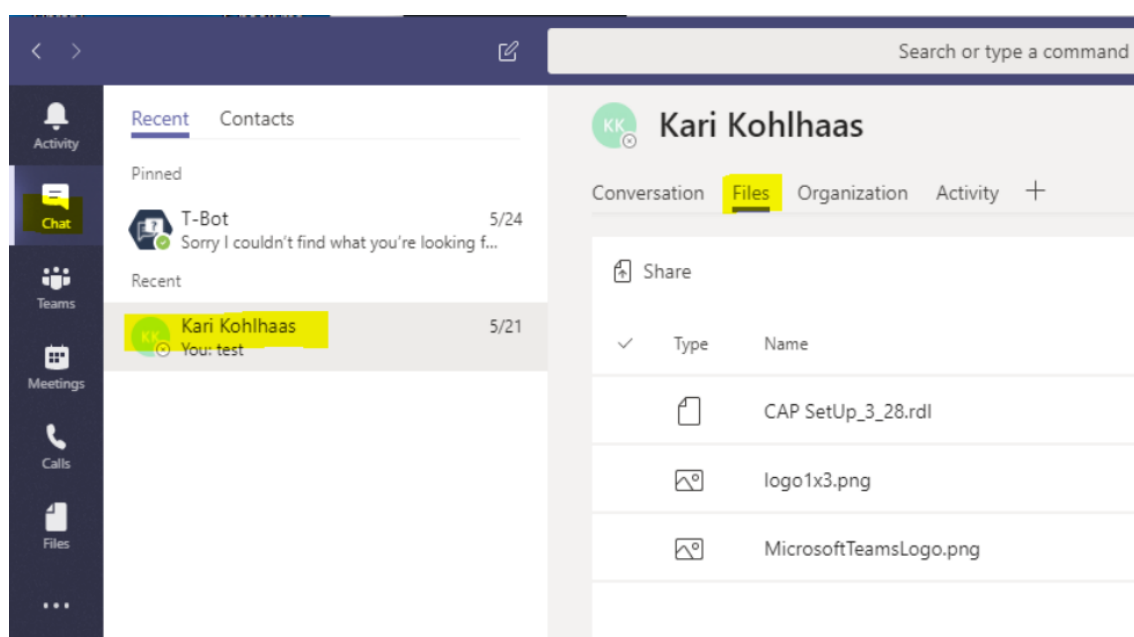 Search or type a command
Activity
Chat
Teams
Meetings
Calls
Files
Recent Contacts
Pinned
T-Bot 5/24
Sorry I couldn't find what you're looking f...
Recent
KK Kari Kohlhaas 5/21
You: test
KK Kari Kohlhaas
Conversation Files Organization Activity
Share
Type Name
CAP SetUp_3_28.rdl
logo1x3.png
MicrosoftTeamsLogo.png